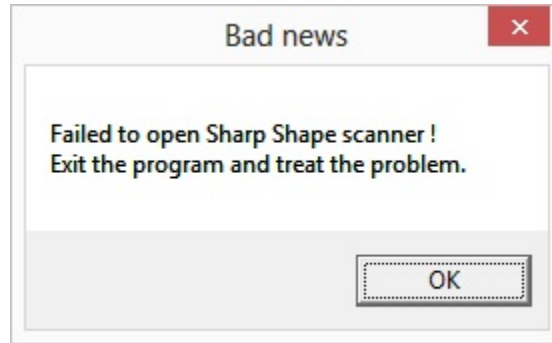 Bad news
Failed to open Sharp Shape scanner !
Exit the program and treat the problem.
OK